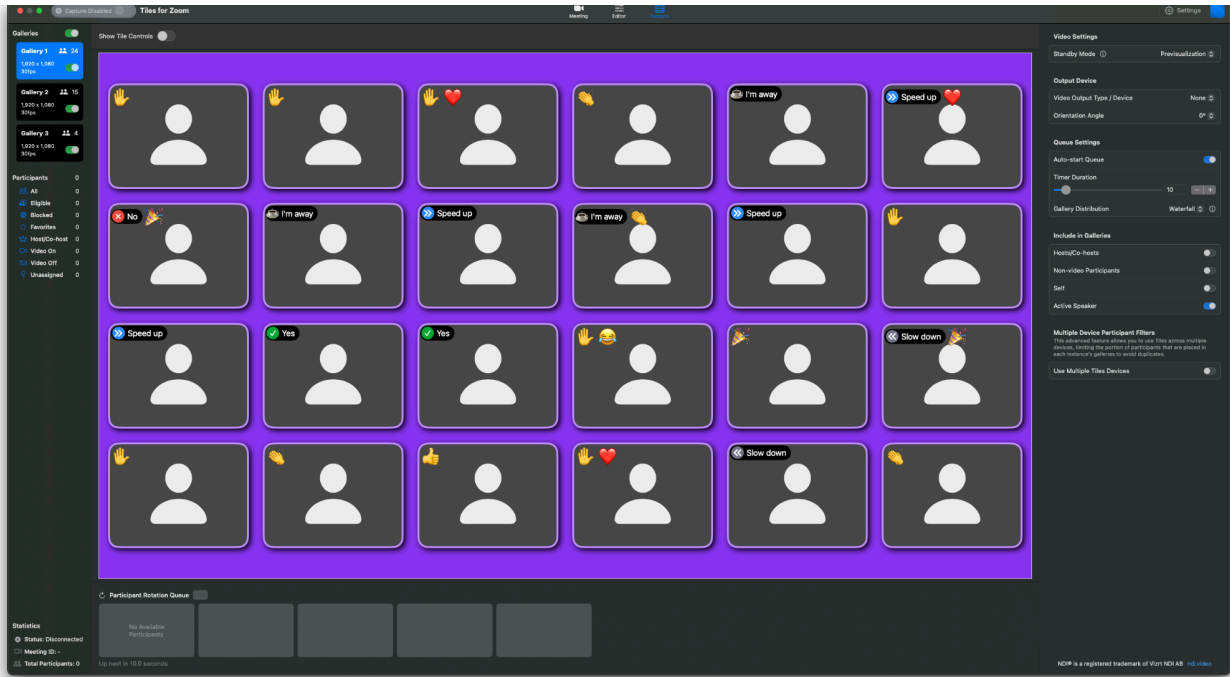 Capture Disabled
Tiles for Zoom
Meeting
Editor
Settings
Galleries
Gallery 1 24
1,920 x 1,080
30fps
Gallery 2 15
1,920 x 1,080
30fps
Gallery 3 4
1,920 x 1,080
30fps
Participants 0
All 0
Eligible 0
Blocked 0
Favorites 0
Host/Co-host 0
Video On 0
Video Off 0
Unassigned 0
Statistics
Status: Disconnected
Meeting ID: -
Total Participants: 0
Show Tile Controls
I'm away
Speed up
No
I'm away
Speed up
I'm away
Speed up
Speed up
Yes
Yes
Slow down
Slow down
Participant Rotation Queue
No Available
Participants
Up next in 10.0 seconds
Video Settings
Standby Mode Previsualization
Output Device
Video Output Type / Device None
Orientation Angle 0°
Queue Settings
Auto-start Queue
Timer Duration
10
Gallery Distribution Waterfall
Include in Galleries
Hosts/Co-hosts
Non-video Participants
Self
Active Speaker
Multiple Device Participant Filters
This advanced feature allows you to use Tiles across multiple
devices, limiting the portion of participants that are placed in
each instance's galleries to avoid duplicates.
Use Multiple Tiles Devices
NDI® is a registered trademark of Vizrt NDI AB ndi.video